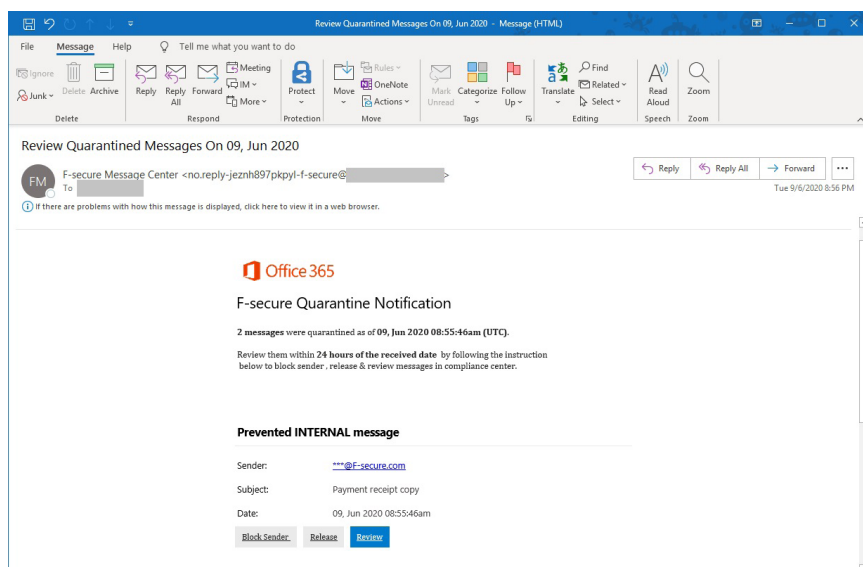 Review Quarantined Messages On 09, Jun 2020 - Message (HTML)
File Message Help Tell me what you want to do
Ignore
Junk
Delete Archive
Reply Reply All Forward
Meeting
IM
More
Protect
Move
Rules
OneNote
Actions
Mark Unread Categorize Follow Up
Translate
Find
Related
Select
Read Aloud
Zoom
Delete Respond Protection Move Tags Editing Speech Zoom
Review Quarantined Messages On 09, Jun 2020
FM
F-secure Message Center <no.reply-jeznh897pkpyl-f-secure@ >
To
Reply Reply All Forward ...
Tue 9/6/2020 8:56 PM
If there are problems with how this message is displayed, click here to view it in a web browser.
Office 365
F-secure Quarantine Notification
2 messages were quarantined as of 09, Jun 2020 08:55:46am (UTC).
Review them within 24 hours of the received date by following the instruction
below to block sender , release & review messages in compliance center.
Prevented INTERNAL message
Sender: ***@F-secure.com
Subject: Payment receipt copy
Date: 09, Jun 2020 08:55:46am
Block Sender Release Review